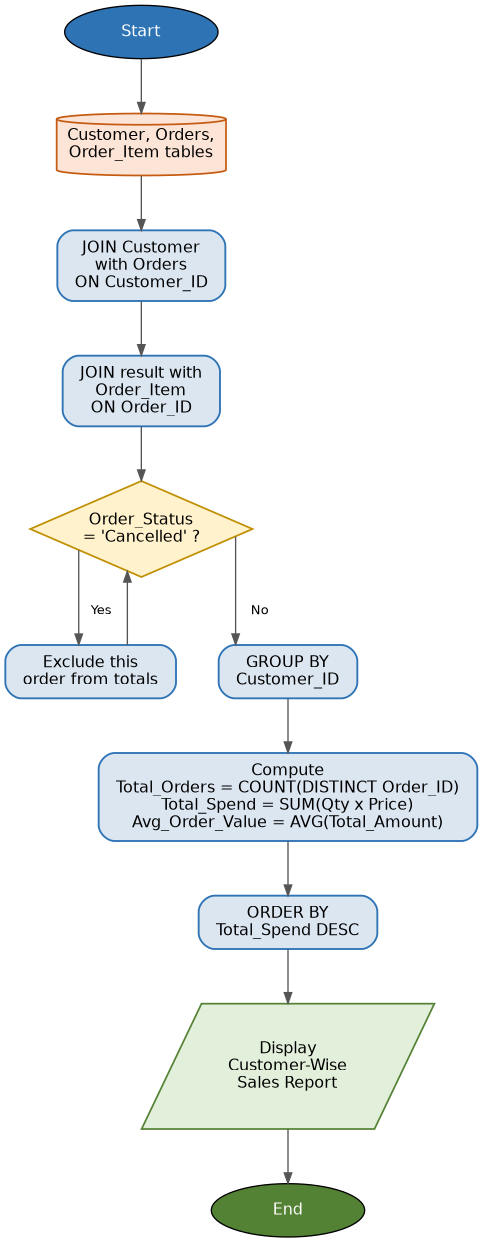 Start
Customer, Orders,
Order_Item tables
JOIN Customer
with Orders
ON Customer_ID
JOIN result with
Order_Item
ON Order_ID
Order_Status
= 'Cancelled' ?
Yes
No
Exclude this
order from totals
GROUP BY
Customer_ID
Compute
Total_Orders = COUNT(DISTINCT Order_ID)
Total_Spend = SUM(Qty x Price)
Avg_Order_Value = AVG(Total_Amount)
ORDER BY
Total_Spend DESC
Display
Customer-Wise
Sales Report
End